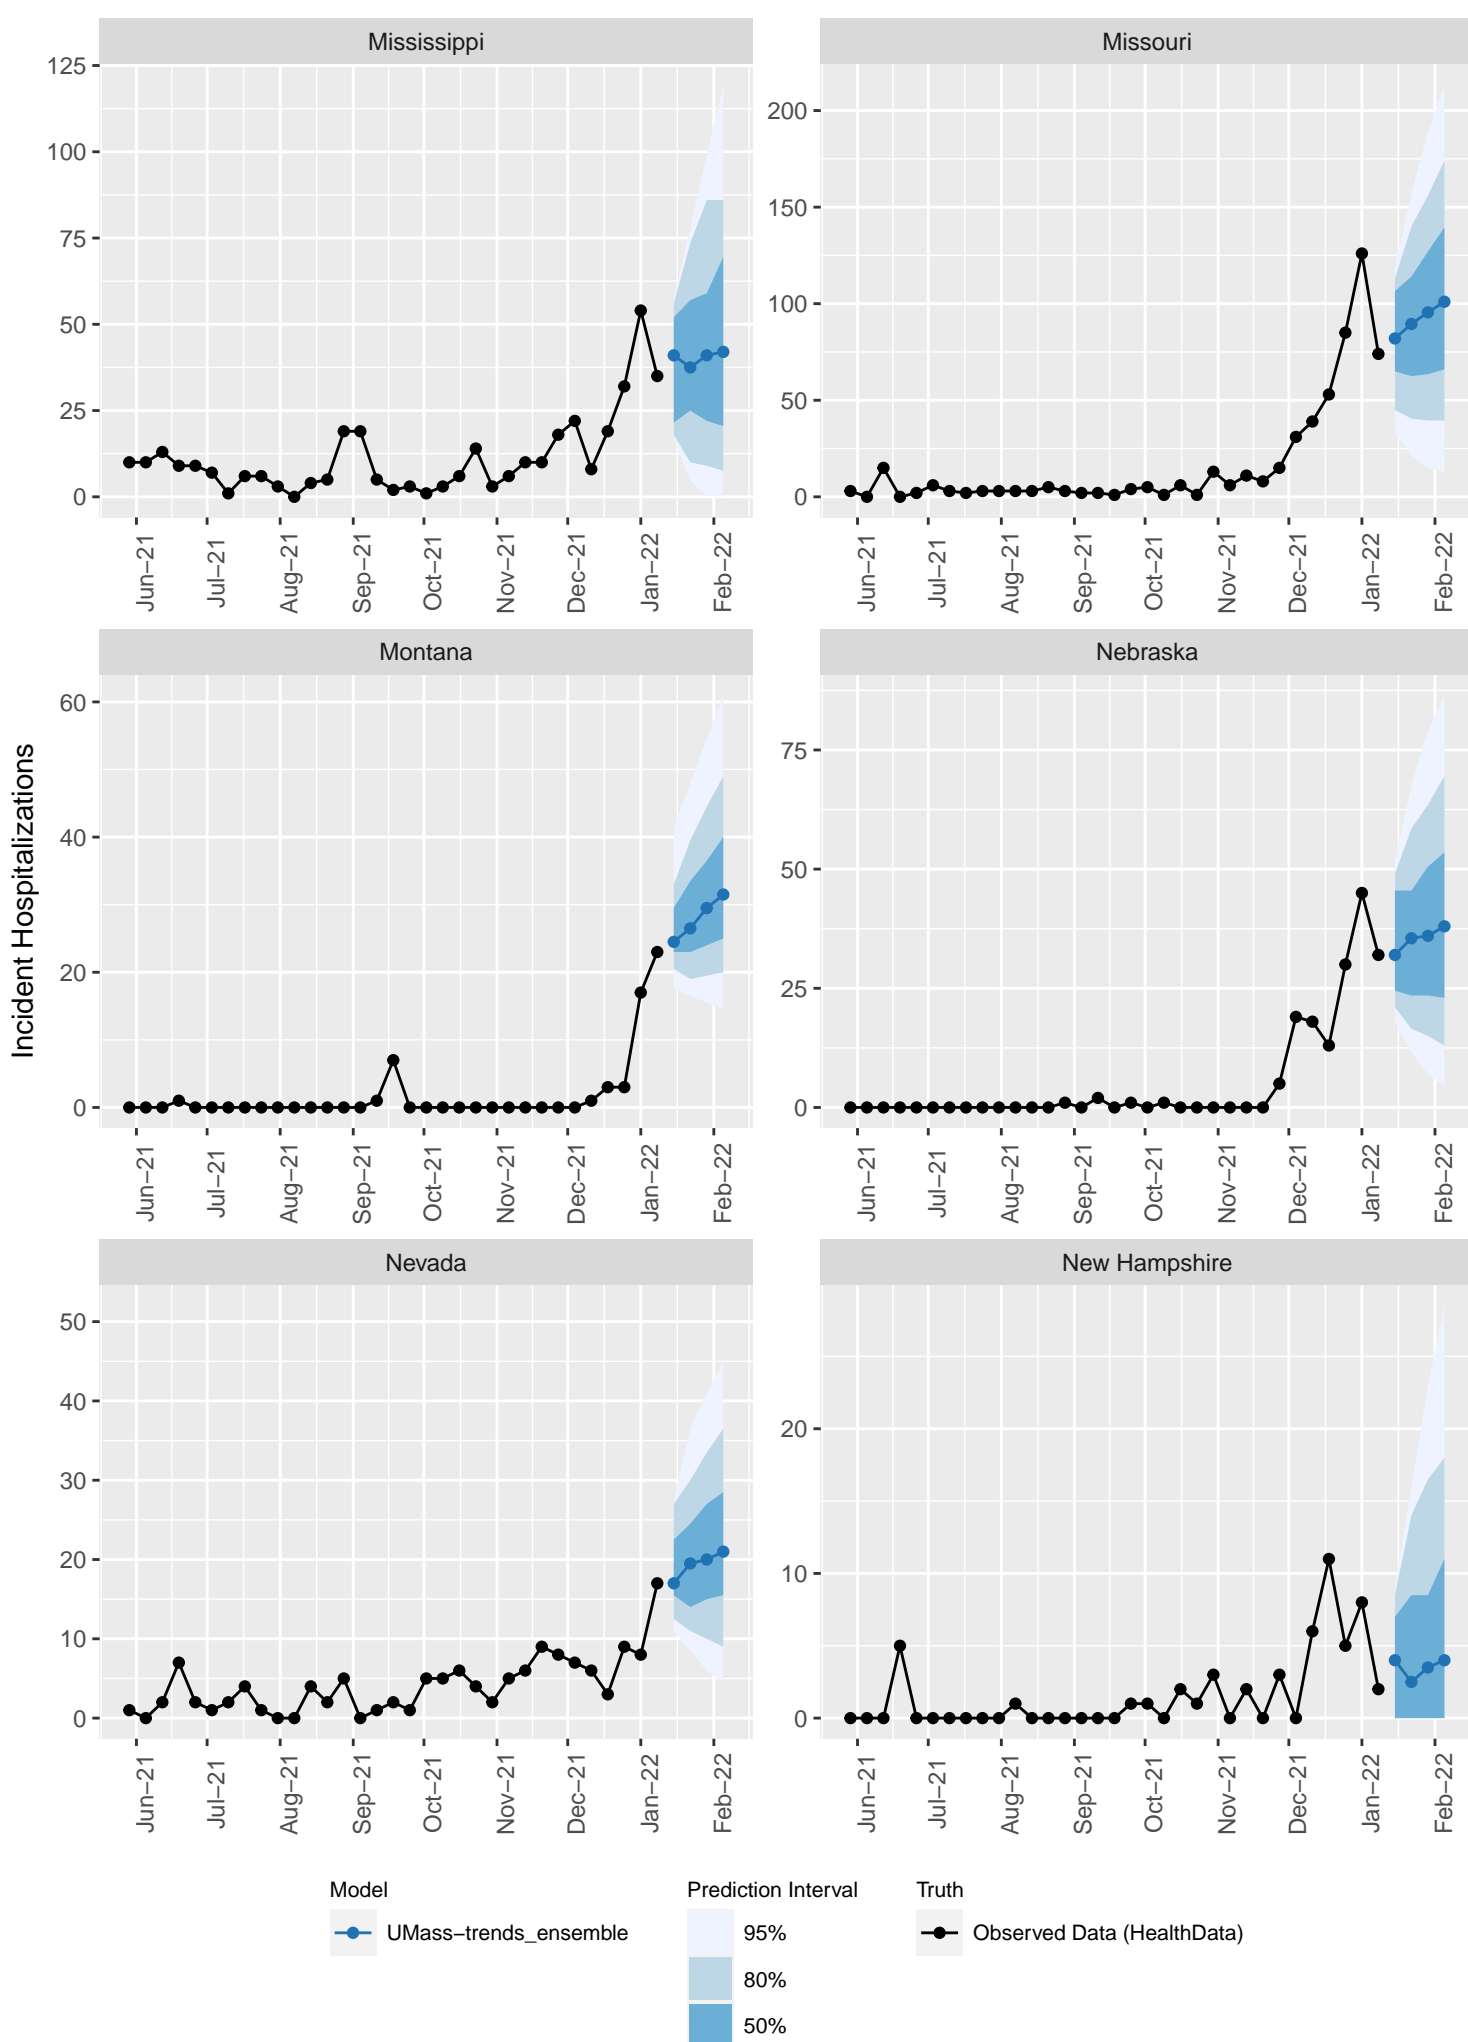 Mississippi
Missouri
125
100
75
50
25
0
200
150
100
50
0
Jun−21
Jul−21
Aug−21
Sep−21
Oct−21
Nov−21
Dec−21
Jan−22
Feb−22
Jun−21
Jul−21
Aug−21
Sep−21
Oct−21
Nov−21
Dec−21
Jan−22
Feb−22
Incident Hospitalizations
Montana
Nebraska
60
40
20
0
75
50
25
0
Jun−21
Jul−21
Aug−21
Sep−21
Oct−21
Nov−21
Dec−21
Jan−22
Feb−22
Jun−21
Jul−21
Aug−21
Sep−21
Oct−21
Nov−21
Dec−21
Jan−22
Feb−22
Nevada
New Hampshire
50
40
30
20
10
0
20
10
0
Jun−21
Jul−21
Aug−21
Sep−21
Oct−21
Nov−21
Dec−21
Jan−22
Feb−22
Jun−21
Jul−21
Aug−21
Sep−21
Oct−21
Nov−21
Dec−21
Jan−22
Feb−22
Model
UMass−trends_ensemble
Prediction Interval
95%
80%
50%
Truth
Observed Data (HealthData)